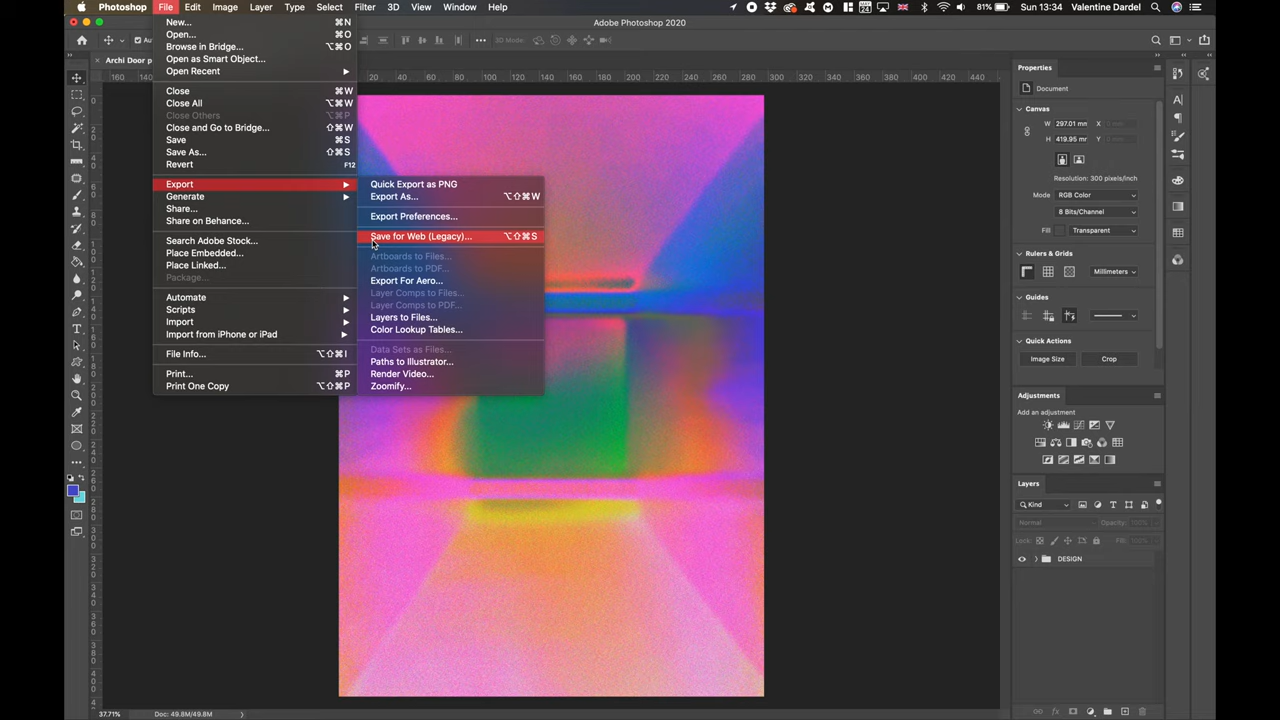 Photoshop File Edit Image Layer Type Select Filter 3D View Window Help 81% Sun 13:34 Valentine Dardel
Adobe Photoshop 2020
3D Mode:
Archi Door p
160 20 40 60 80 100 120 140 160 180 200 220 240 260 280 300 320 340 360 380 400 420 440
New... ⌘N
Open... ⌘O
Browse in Bridge... ⌥⌘O
Open as Smart Object...
Open Recent
Close ⌘W
Close All ⌥⌘W
Close Others ⌥⌘P
Close and Go to Bridge... ⇧⌘W
Save ⌘S
Save As... ⇧⌘S
Revert F12
Export
Generate
Share...
Share on Behance...
Search Adobe Stock...
Place Embedded...
Place Linked...
Package...
Automate
Scripts
Import
Import from iPhone or iPad
File Info... ⌥⇧⌘I
Print... ⌘P
Print One Copy ⌥⇧⌘P
Quick Export as PNG
Export As... ⌥⇧⌘W
Export Preferences...
Save for Web (Legacy)... ⌥⇧⌘S
Artboards to Files...
Artboards to PDF...
Export For Aero...
Layer Comps to Files...
Layer Comps to PDF...
Layers to Files...
Color Lookup Tables...
Data Sets as Files...
Paths to Illustrator...
Render Video...
Zoomify...
Properties
Document
Canvas
W 297.01 mm X
H 419.95 mm Y
Resolution: 300 pixels/inch
Mode RGB Color
8 Bits/Channel
Fill Transparent
Rulers & Grids
Millimeters
Guides
Quick Actions
Image Size Crop
Adjustments
Add an adjustment
Layers
Kind
Normal Opacity: 100%
Lock: Fill: 100%
DESIGN
37.71% Doc: 49.8M/49.8M